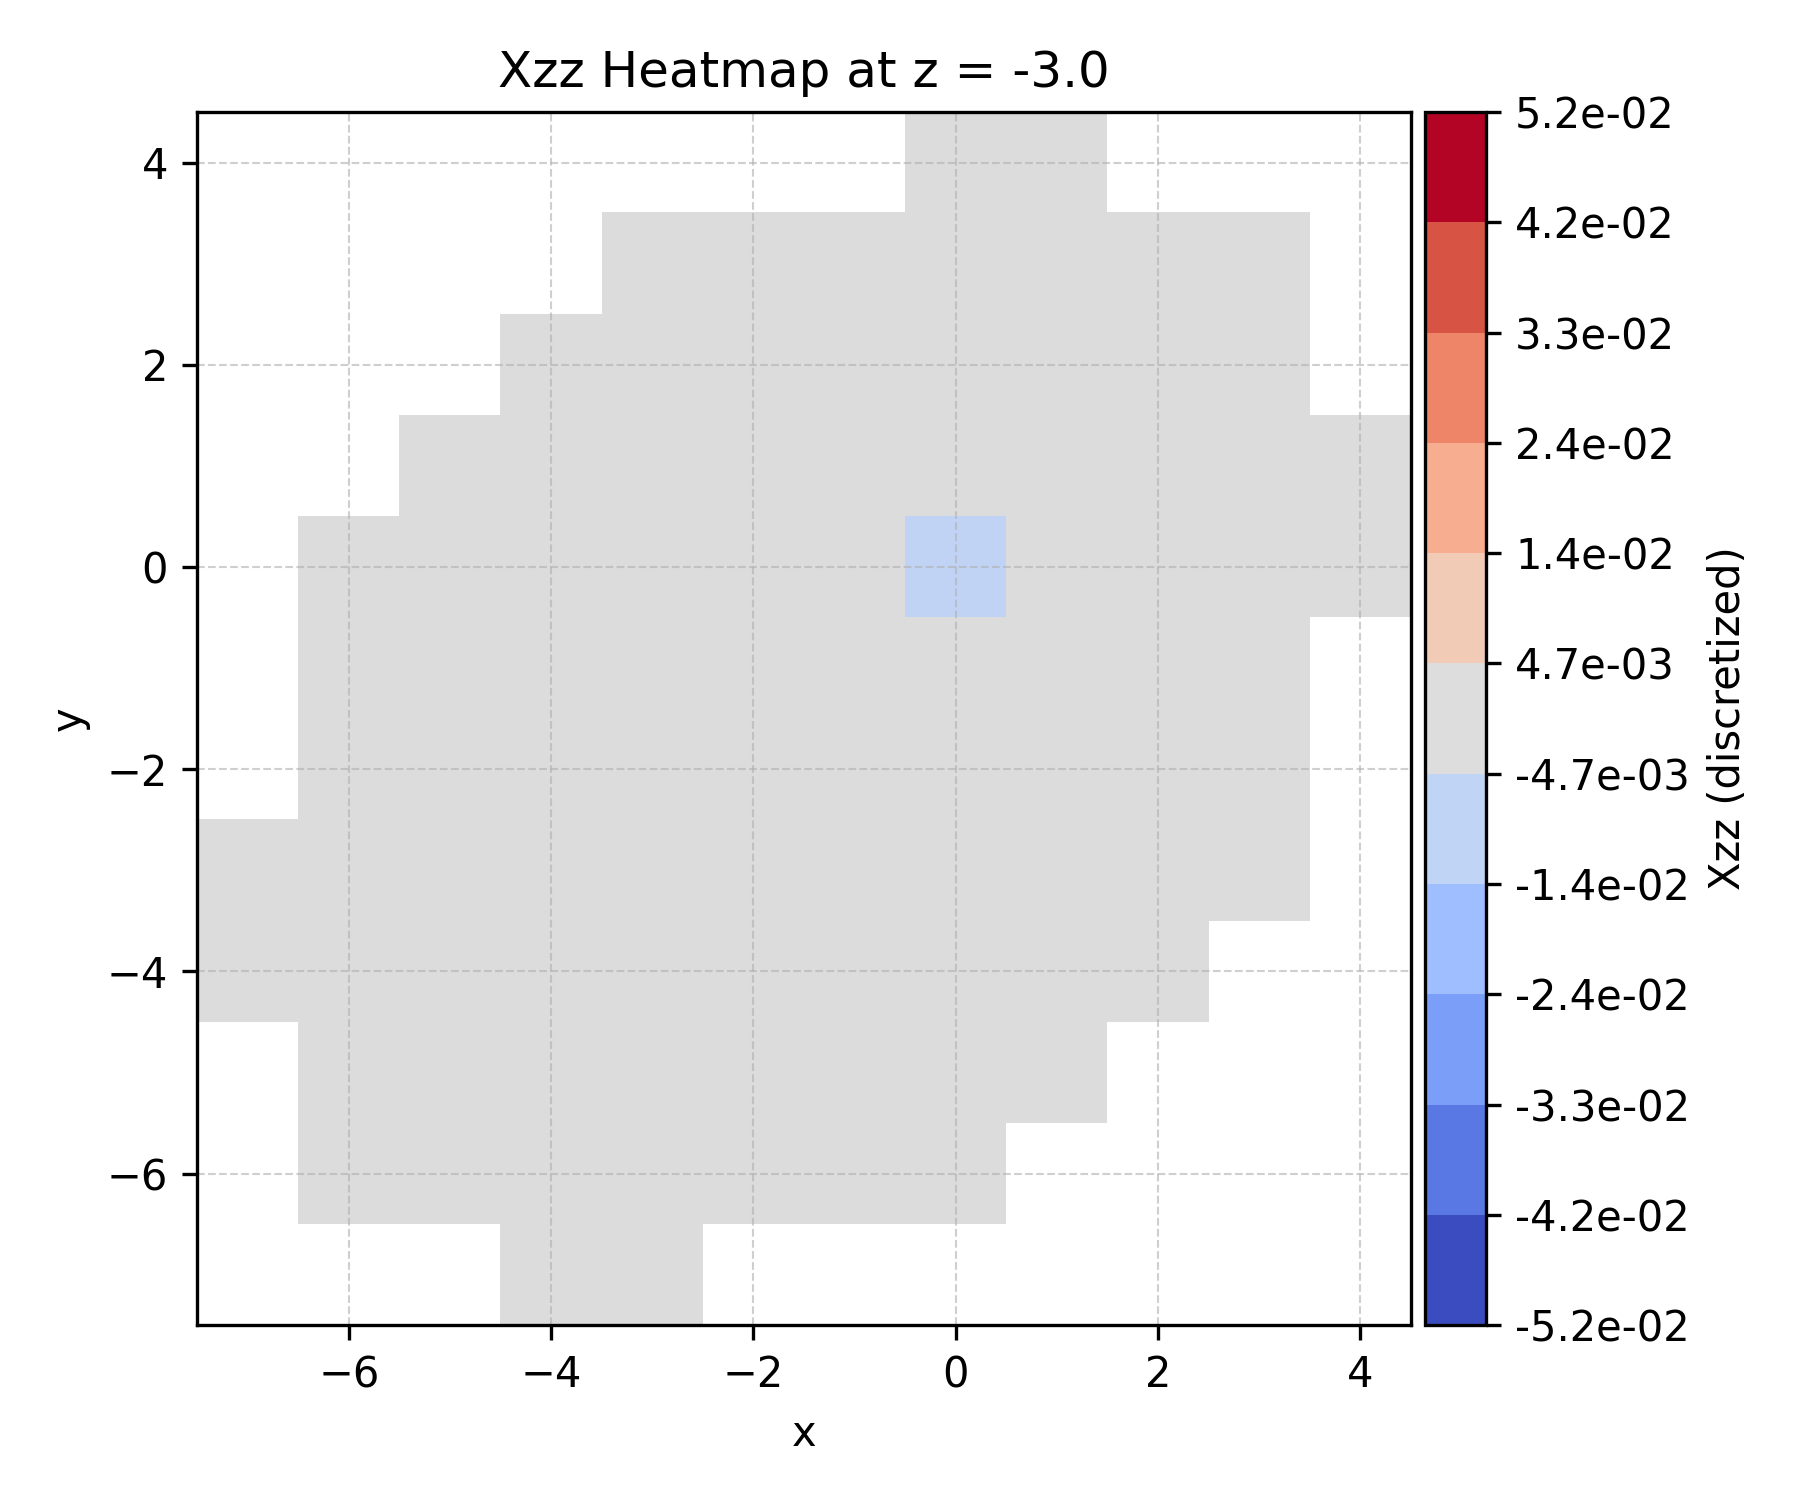 Xzz Heatmap at z = -3.0
4
2
0
−2
−4
−6
y
−6 −4 −2 0 2 4
x
5.2e-02
4.2e-02
3.3e-02
2.4e-02
1.4e-02
4.7e-03
-4.7e-03
-1.4e-02
-2.4e-02
-3.3e-02
-4.2e-02
-5.2e-02
Xzz (discretized)